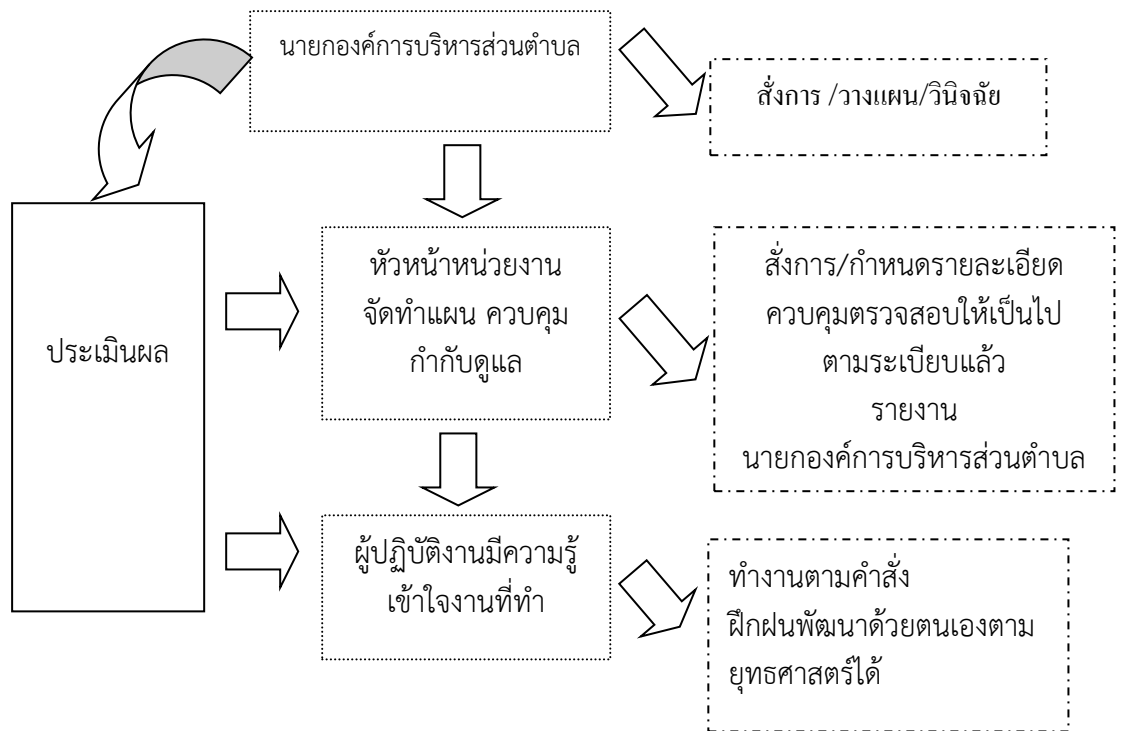 นายกองค์การบริหารส่วนตำบล
สั่งการ /วางแผน/วินิจฉัย
ประเมินผล
หัวหน้าหน่วยงาน
จัดทำแผน ควบคุม
กำกับดูแล
สั่งการ/กำหนดรายละเอียด
ควบคุมตรวจสอบให้เป็นไป
ตามระเบียบแล้ว
รายงาน
นายกองค์การบริหารส่วนตำบล
ผู้ปฏิบัติงานมีความรู้
เข้าใจงานที่ทำ
ทำงานตามคำสั่ง
ฝึกฝนพัฒนาด้วยตนเองตาม
ยุทธศาสตร์ได้